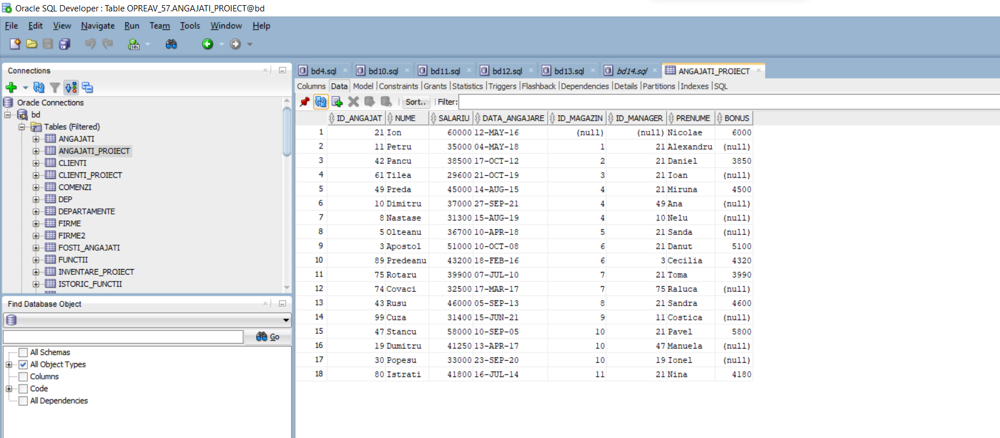 Oracle SQL Developer : Table OPREAV_57.ANGAJATI_PROIECT@bd
File Edit View Navigate Run Team Tools Window Help
Connections
Oracle Connections
bd
Tables (Filtered)
ANGAJATI
ANGAJATI_PROIECT
CLIENTI
CLIENTI_PROIECT
COMENZI
DEP
DEPARTAMENTE
FIRME
FIRME2
FOSTI_ANGAJATI
FUNCTII
INVENTARE_PROIECT
ISTORIC_FUNCTII
Find Database Object
Go
All Schemas
All Object Types
Columns
Code
All Dependencies
bd4.sql bd10.sql bd11.sql bd12.sql bd13.sql bd14.sql ANGAJATI_PROIECT
Columns Data Model Constraints Grants Statistics Triggers Flashback Dependencies Details Partitions Indexes SQL
Sort.. Filter:
ID_ANGAJAT NUME SALARIU DATA_ANGAJARE ID_MAGAZIN ID_MANAGER PRENUME BONUS
1 21 Ion 60000 12-MAY-16 (null) (null) Nicolae 6000
2 11 Petru 35000 04-MAY-18 1 21 Alexandru (null)
3 42 Pancu 38500 17-OCT-12 2 21 Daniel 3850
4 61 Tilea 29600 21-OCT-19 3 21 Ioan (null)
5 49 Preda 45000 14-AUG-15 4 21 Miruna 4500
6 10 Dimitru 37000 27-SEP-21 4 49 Ana (null)
7 8 Nastase 31300 15-AUG-19 4 10 Nelu (null)
8 5 Olteanu 36700 10-APR-18 5 21 Sanda (null)
9 3 Apostol 51000 10-OCT-08 6 21 Danut 5100
10 89 Predeanu 43200 18-FEB-16 6 3 Cecilia 4320
11 75 Rotaru 39900 07-JUL-10 7 21 Toma 3990
12 74 Covaci 32500 17-MAR-17 7 75 Raluca (null)
13 43 Rusu 46000 05-SEP-13 8 21 Sandra 4600
14 99 Cuza 31400 15-JUN-21 9 11 Costica (null)
15 47 Stancu 58000 10-SEP-05 10 21 Pavel 5800
16 19 Dumitru 41250 13-APR-17 10 47 Manuela (null)
17 30 Popesu 33000 23-SEP-20 10 19 Ionel (null)
18 80 Istrati 41800 16-JUL-14 11 21 Nina 4180